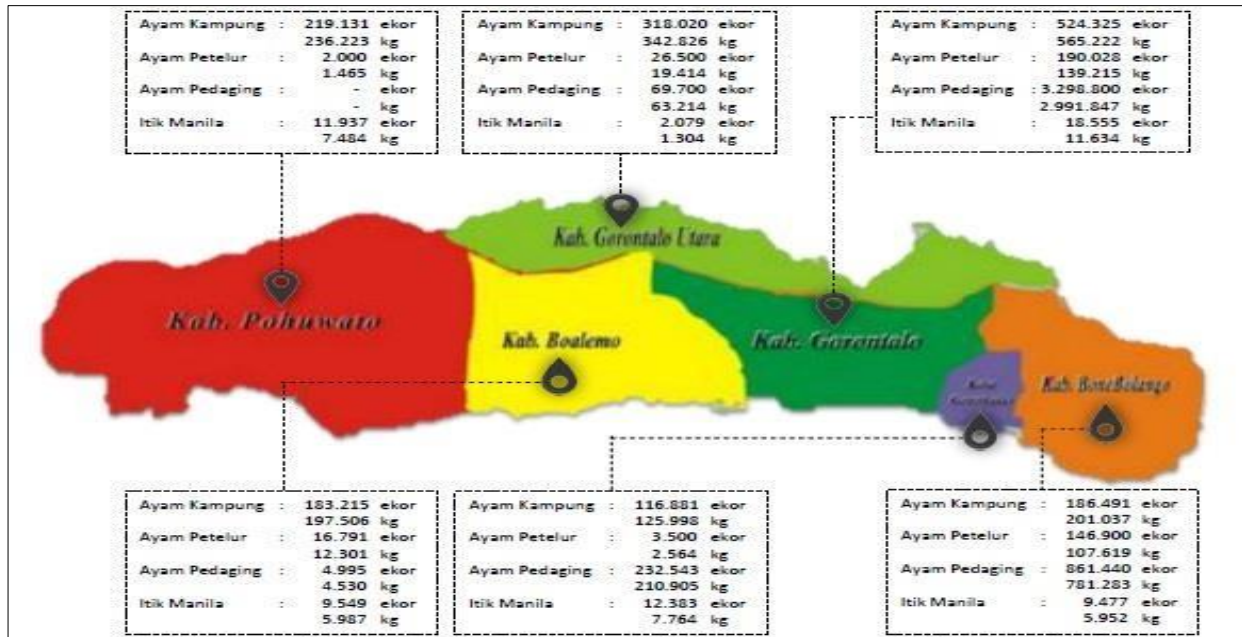 Ayam Kampung : 219.131 ekor
236.223 kg
Ayam Petelur : 2.000 ekor
1.465 kg
Ayam Pedaging : - ekor
- kg
Itik Manila : 11.937 ekor
7.484 kg
Ayam Kampung : 318.020 ekor
342.826 kg
Ayam Petelur : 26.500 ekor
19.414 kg
Ayam Pedaging : 69.700 ekor
63.214 kg
Itik Manila : 2.079 ekor
1.304 kg
Ayam Kampung : 524.325 ekor
565.222 kg
Ayam Petelur : 190.028 ekor
139.215 kg
Ayam Pedaging : 3.298.800 ekor
2.991.847 kg
Itik Manila : 18.555 ekor
11.634 kg
Kab. Gorontalo Utara
Kab. Pohuwato
Kab. Boalemo
Kab. Gorontalo
Kab. BoneBolango
Ayam Kampung : 183.215 ekor
197.506 kg
Ayam Petelur : 16.791 ekor
12.301 kg
Ayam Pedaging : 4.995 ekor
4.530 kg
Itik Manila : 9.549 ekor
5.987 kg
Ayam Kampung : 116.881 ekor
125.998 kg
Ayam Petelur : 3.500 ekor
2.564 kg
Ayam Pedaging : 232.543 ekor
210.905 kg
Itik Manila : 12.383 ekor
7.764 kg
Ayam Kampung : 186.491 ekor
201.037 kg
Ayam Petelur : 146.900 ekor
107.619 kg
Ayam Pedaging : 861.440 ekor
781.283 kg
Itik Manila : 9.477 ekor
5.952 kg